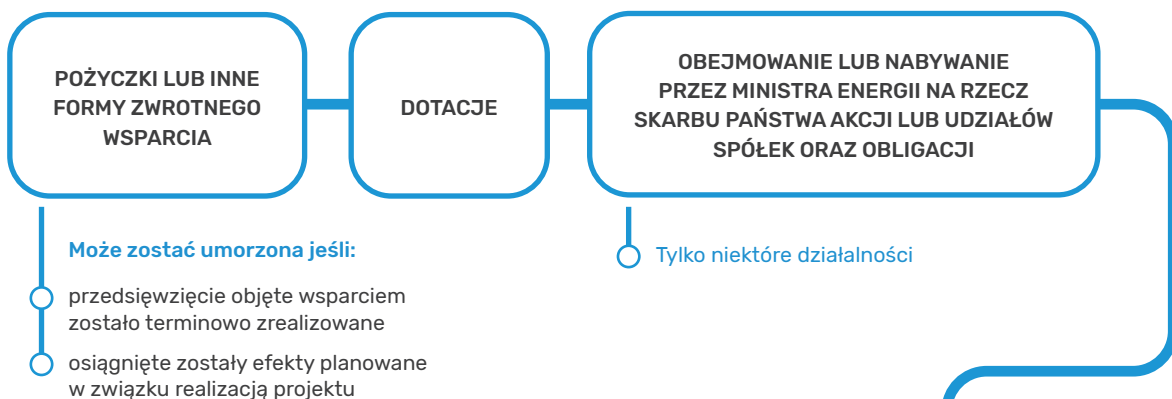 POŻYCZKI LUB INNE
FORMY ZWROTNEGO
WSPARCIA
DOTACJE
OBEJMOWANIE LUB NABYWANIE
PRZEZ MINISTRA ENERGII NA RZECZ
SKARBU PAŃSTWA AKCJI LUB UDZIAŁÓW
SPÓŁEK ORAZ OBLIGACJI
Może zostać umorzona jeśli:
przedsięwzięcie objęte wsparciem
zostało terminowo zrealizowane
osiągnięte zostały efekty planowane
w związku realizacją projektu
Tylko niektóre działalności